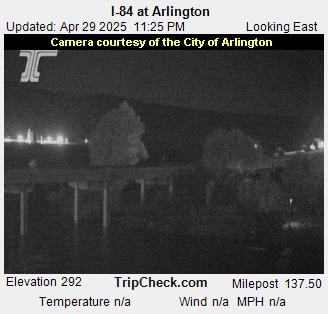 I-84 at Arlington
Updated: Apr 29 2025 11:25 PM Looking East
Camera courtesy of the City of Arlington
Elevation 292 TripCheck.com Milepost 137.50
Temperature n/a Wind n/a MPH n/a